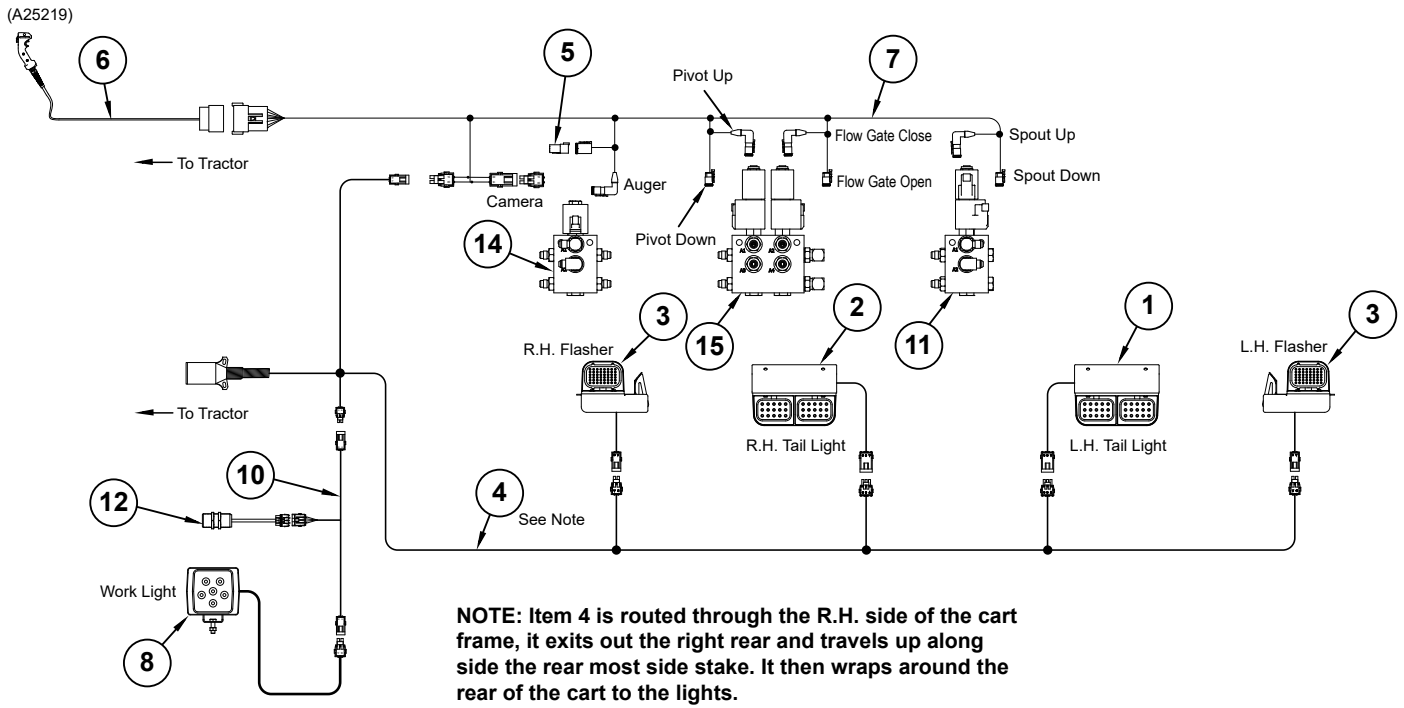 (A25219)
6
5
7
Pivot Up
Flow Gate Close
Spout Up
To Tractor
Camera
Auger
Flow Gate Open
Spout Down
Pivot Down
14
15
11
3
2
1
3
R.H. Flasher
L.H. Flasher
To Tractor
R.H. Tail Light
L.H. Tail Light
10
12
4
See Note
Work Light
8
NOTE: Item 4 is routed through the R.H. side of the cart
frame, it exits out the right rear and travels up along
side the rear most side stake. It then wraps around the
rear of the cart to the lights.